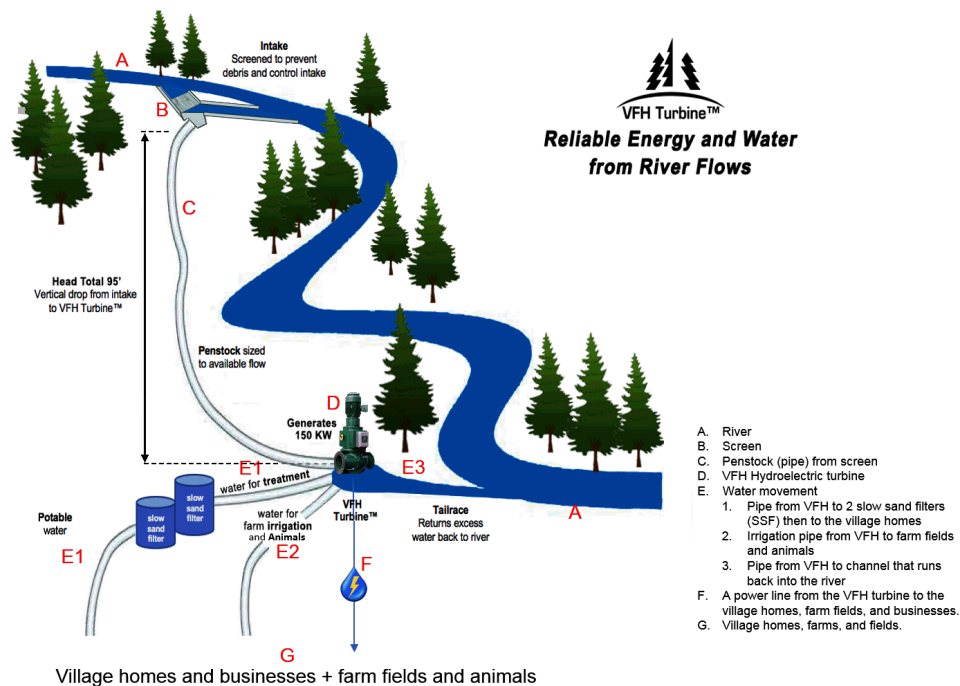 A
Intake
Screened to prevent
debris and control intake
B
VFH Turbine™
Reliable Energy and Water
from River Flows
C
Head Total 95'
Vertical drop from intake
to VFH Turbine™
Penstock sized
to available flow
D
Generates
150 KW
E1
water for treatment
E3
slow
sand
filter
slow
sand
filter
Potable
water
E1
water for
farm irrigation
and Animals
E2
VFH
Turbine™
Tailrace
Returns excess
water back to river
A
F
G
Village homes and businesses + farm fields and animals
A. River
B. Screen
C. Penstock (pipe) from screen
D. VFH Hydroelectric turbine
E. Water movement
1. Pipe from VFH to 2 slow sand filters
(SSF) then to the village homes
2. Irrigation pipe from VFH to farm fields
and animals
3. Pipe from VFH to channel that runs
back into the river
F. A power line from the VFH turbine to the
village homes, farm fields, and businesses.
G. Village homes, farms, and fields.